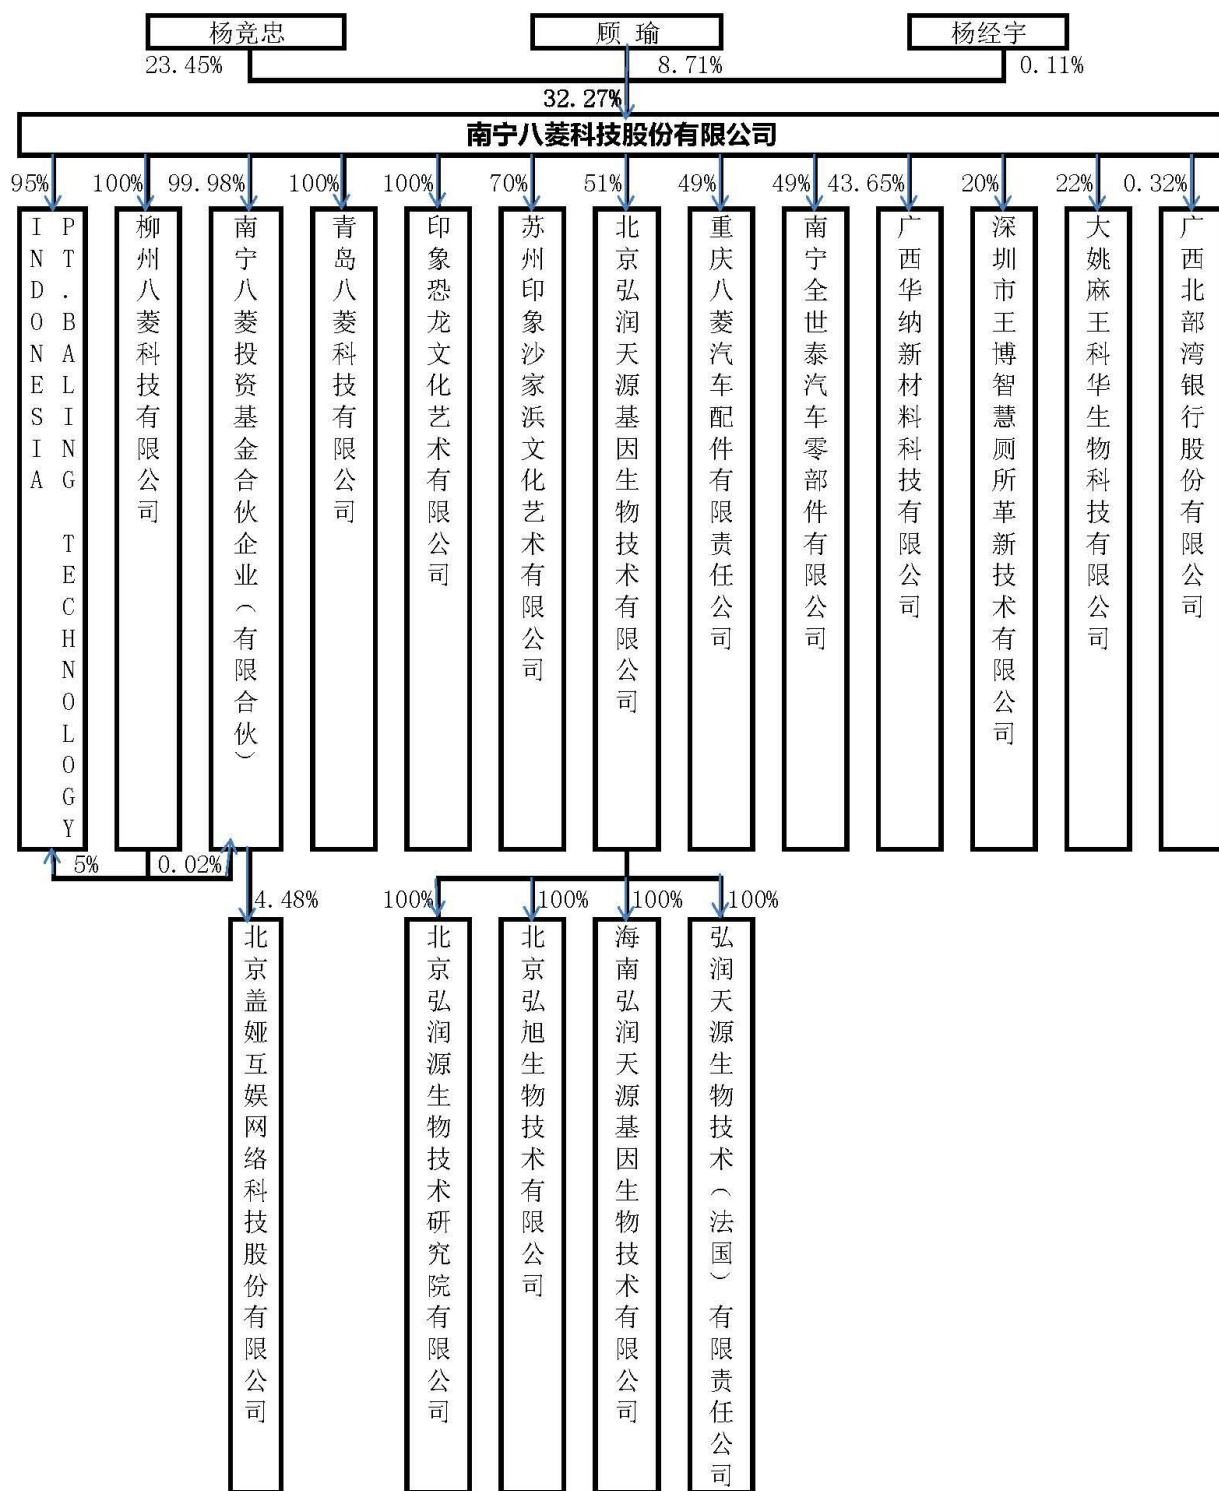 杨竞忠
顾 瑜
杨经宇
23.45%
8.71%
0.11%
32.27%
南宁八菱科技股份有限公司
95%
100%
99.98%
100%
100%
70%
51%
49%
49%
43.65%
20%
22%
0.32%
PT.BALING TECHNOLOGY
INDONESIA
柳州八菱科技有限公司
南宁八菱投资基金合伙企业（有限合伙）
青岛八菱科技有限公司
印象恐龙文化艺术有限公司
苏州印象沙家浜文化艺术有限公司
北京弘润天源基因生物技术有限公司
重庆八菱汽车配件有限责任公司
南宁全世泰汽车零部件有限公司
广西华纳新材料科技有限公司
深圳市王博智慧厕所革新技术有限公司
大姚麻王科华生物科技有限公司
广西北部湾银行股份有限公司
5%
0.02%
4.48%
100%
100%
100%
100%
北京盖娅互娱网络科技股份有限公司
北京弘润源生物技术研究院有限公司
北京弘旭生物技术有限公司
海南弘润天源基因生物技术有限公司
弘润天源生物技术（法国）有限责任公司